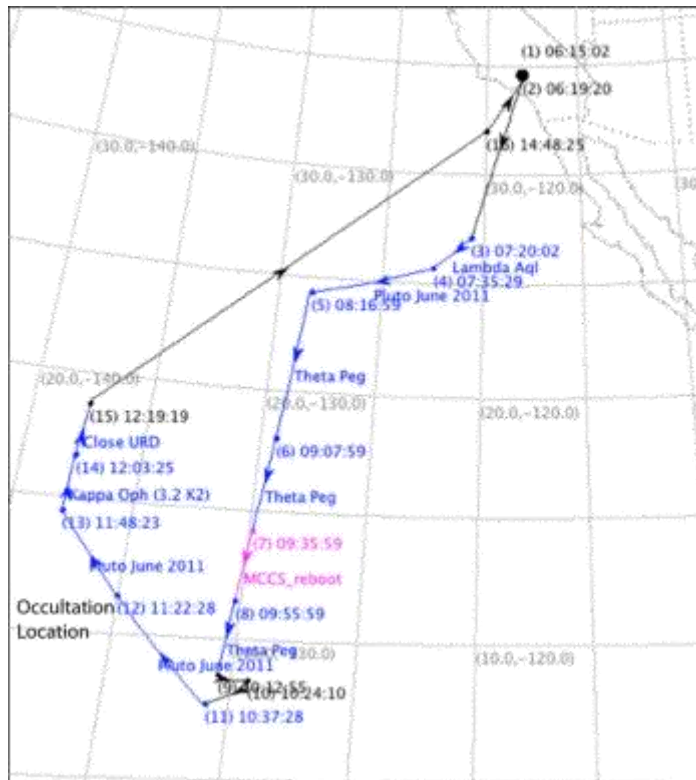 (1) 06:15:02
(2) 06:19:20
(30.0,-140.0)
14:48:25
(30.0,-130.0)
(30.0,-120.0)
(3) 07:20:02
Lambda Aql
(4) 07:35:29
Pluto June 2011
(5) 08:16:59
Theta Peg
(20.0,-140.0)
(20.0,-130.0)
(20.0,-120.0)
(15) 12:19:19
Close URD
(6) 09:07:59
(14) 12:03:25
Kappa Oph (3.2 K2)
Theta Peg
(13) 11:48:23
(7) 09:35:59
Pluto June 2011
MCCS_reboot
Occultation
Location
(12) 11:22:28
(8) 09:55:59
Theta Peg
(10.0,-120.0)
Pluto June 2011
(9)
(10) 10:24:10
(11) 10:37:28